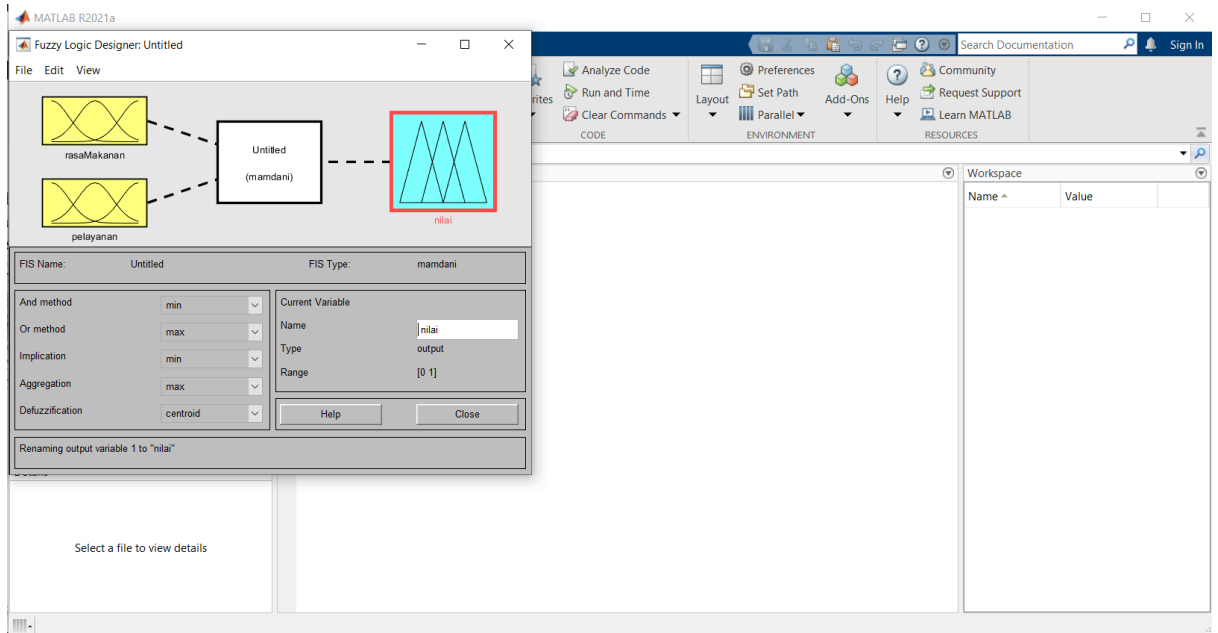 MATLAB R2021a
Fuzzy Logic Designer: Untitled
Search Documentation
Sign In
File Edit View
rites
Analyze Code
Run and Time
Clear Commands
CODE
Layout
Preferences
Set Path
Parallel
ENVIRONMENT
Add-Ons
Help
Community
Request Support
Learn MATLAB
RESOURCES
rasaMakanan
pelayanan
Untitled
(mamdani)
nilai
FIS Name: Untitled FIS Type: mamdani
And method min
Or method max
Implication min
Aggregation max
Defuzzification centroid
Current Variable
Name nilai
Type output
Range [0 1]
Help Close
Renaming output variable 1 to "nilai"
Select a file to view details
Workspace
Name Value